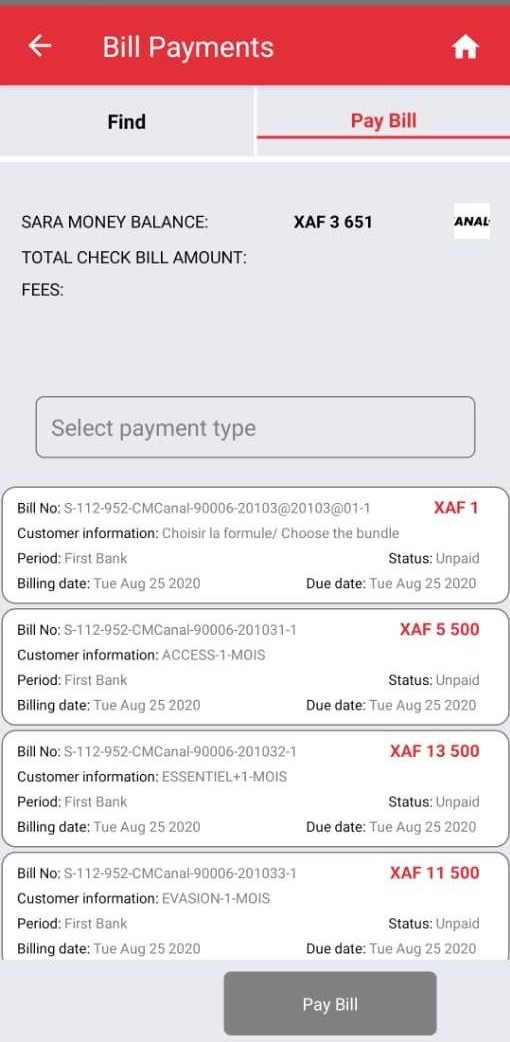 Bill Payments
Find
Pay Bill
SARA MONEY BALANCE: XAF 3 651
ANAL
TOTAL CHECK BILL AMOUNT:
FEES:
Select payment type
Bill No: S-112-952-CMCanal-90006-20103@20103@01-1 XAF 1
Customer information: Choisir la formule/ Choose the bundle
Period: First Bank Status: Unpaid
Billing date: Tue Aug 25 2020 Due date: Tue Aug 25 2020
Bill No: S-112-952-CMCanal-90006-201031-1 XAF 5 500
Customer information: ACCESS-1-MOIS
Period: First Bank Status: Unpaid
Billing date: Tue Aug 25 2020 Due date: Tue Aug 25 2020
Bill No: S-112-952-CMCanal-90006-201032-1 XAF 13 500
Customer information: ESSENTIEL+1-MOIS
Period: First Bank Status: Unpaid
Billing date: Tue Aug 25 2020 Due date: Tue Aug 25 2020
Bill No: S-112-952-CMCanal-90006-201033-1 XAF 11 500
Customer information: EVASION-1-MOIS
Period: First Bank Status: Unpaid
Billing date: Tue Aug 25 2020 Due date: Tue Aug 25 2020
Pay Bill